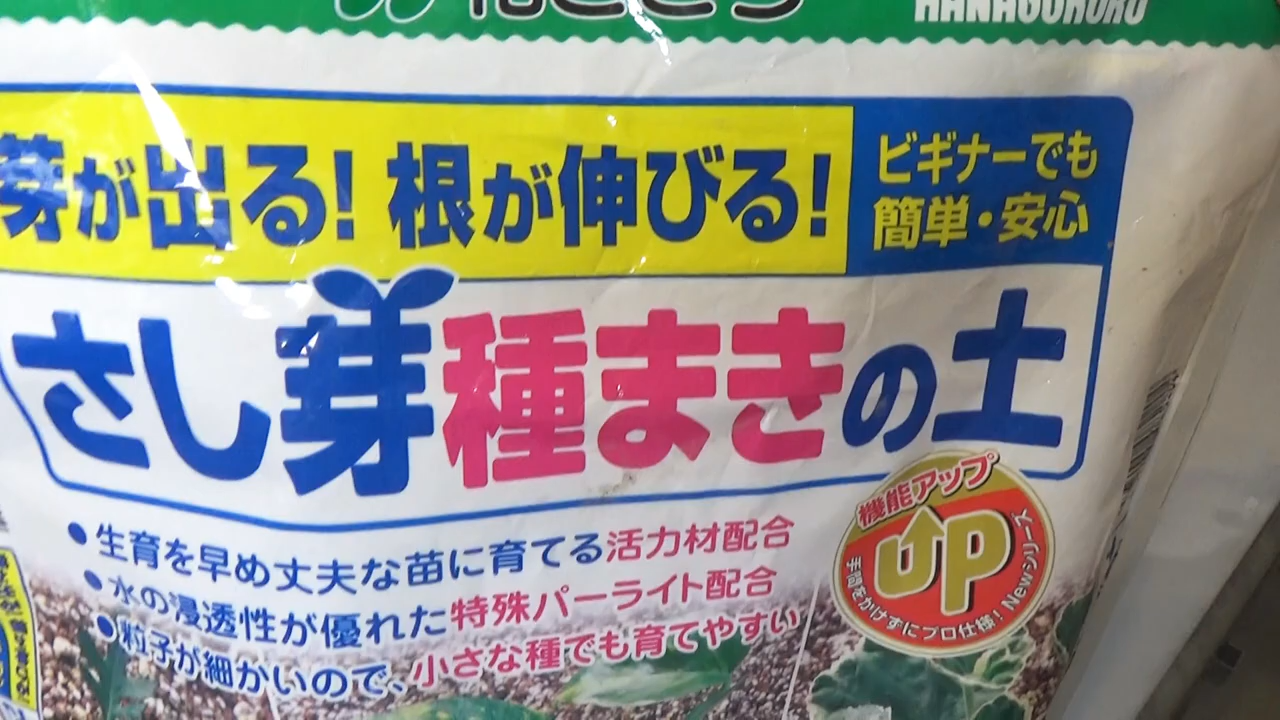 HANAGOKORO
芽が出る!根が伸びる!
ビギナーでも
簡単・安心
さし芽種まきの土
機能アップ
UP
手間をかけずにプロ仕様!Newシリーズ
●生育を早め丈夫な苗に育てる活力材配合
●水の浸透性が優れた特殊パーライト配合
●粒子が細かいので、小さな種でも育てやすい